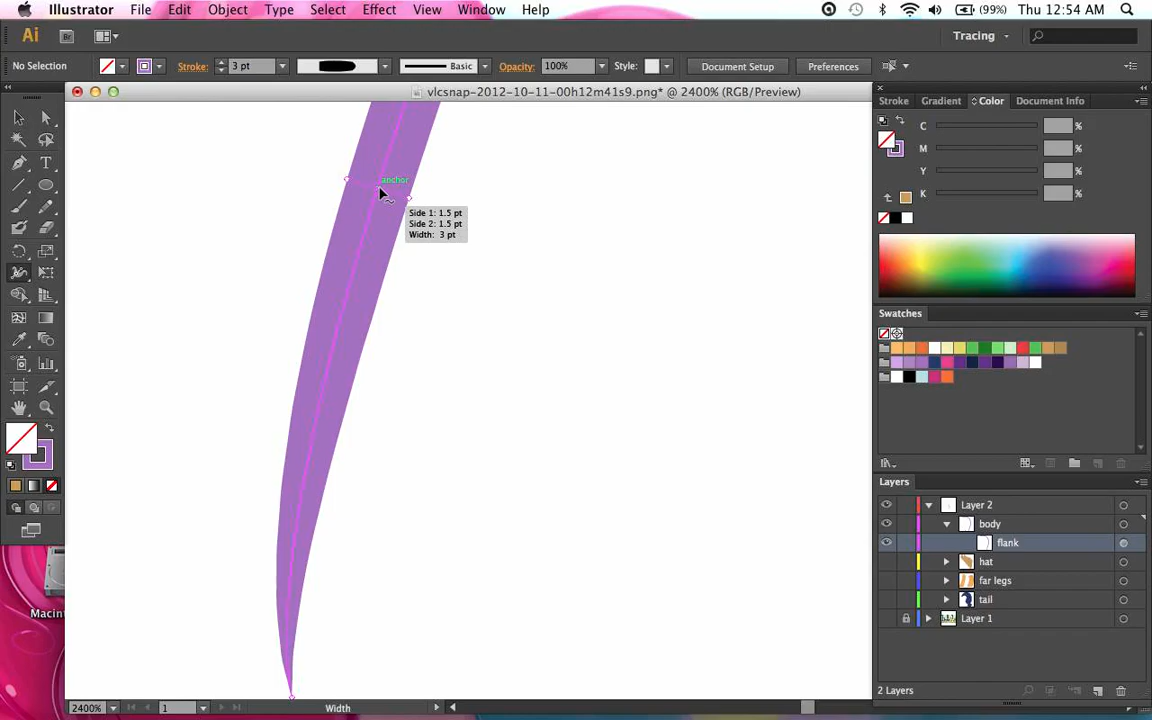 Illustrator File Edit Object Type Select Effect View Window Help (99%) Thu 12:54 AM
Ai Br Tracing
No Selection Stroke: 3 pt Basic Opacity: 100% Style: Document Setup Preferences
vlcsnap-2012-10-11-00h12m41s9.png* @ 2400% (RGB/Preview)
Stroke Gradient Color Document Info
C %
M %
Y %
K %
anchor
Side 1: 1.5 pt
Side 2: 1.5 pt
Width: 3 pt
T
Swatches
Layers
Layer 2
body
flank
hat
far legs
tail
Layer 1
Macint
2 Layers
2400% 1 Width